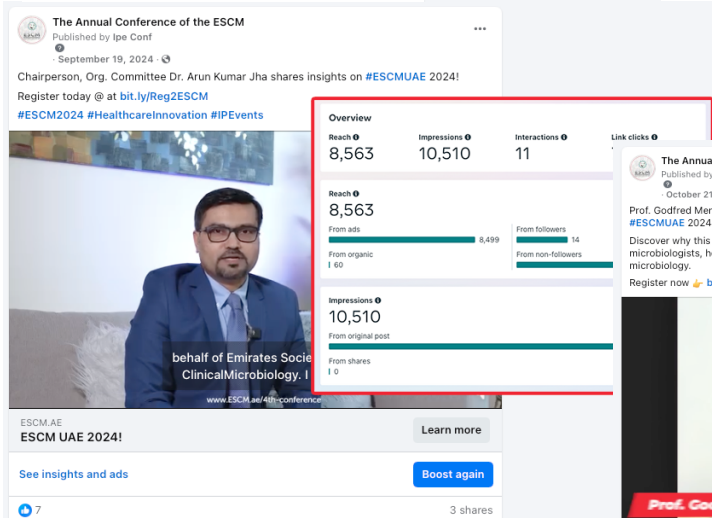 The Annual Conference of the ESCM
Published by Ipe Conf
September 19, 2024 ·
Chairperson, Org. Committee Dr. Arun Kumar Jha shares insights on #ESCMUAE 2024!
Register today @ at bit.ly/Reg2ESCM
#ESCM2024 #HealthcareInnovation #IPEvents
behalf of Emirates Socie
ClinicalMicrobiology. I
www.ESCM.ae/4th-conference
ESCM.AE
ESCM UAE 2024!
Learn more
See insights and ads
Boost again
7
3 shares
Overview
Reach Impressions Interactions Link clicks
8,563 10,510 11
Reach
8,563
From ads
8,499
From organic
60
From followers
14
From non-followers
Impressions
10,510
From original post
From shares
0
The Annua
Published by
· October 21
Prof. Godfred Men
#ESCMUAE 2024
Discover why this
microbiologists, h
microbiology.
Register now 👉 b
Prof. Go